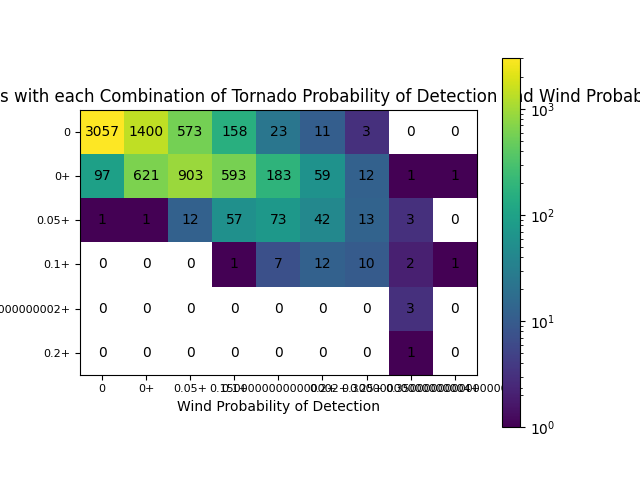 s with each Combination of Tornado Probability of Detection and Wind Probab
0 3057 1400 573 158 23 11 3 0 0
0+ 97 621 903 593 183 59 12 1 1
0.05+ 1 1 12 57 73 42 13 3 0
0.1+ 0 0 0 1 7 12 10 2 1
000000002+ 0 0 0 0 0 0 0 3 0
0.2+ 0 0 0 0 0 0 0 1 0
0 0+ 0.05+
Wind Probability of Detection
10³
10²
10¹
10⁰